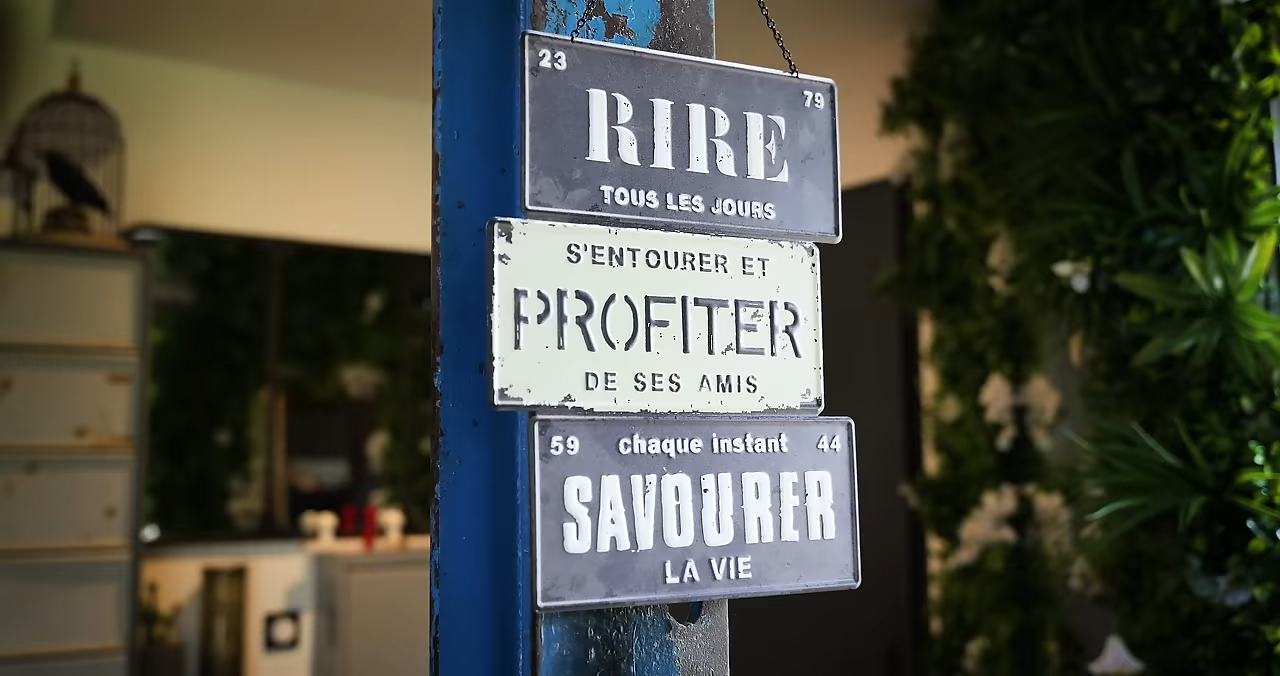 23 79
RIRE
TOUS LES JOURS
S'ENTOURER ET
PROFITER
DE SES AMIS
59 chaque instant 44
SAVOURER
LA VIE